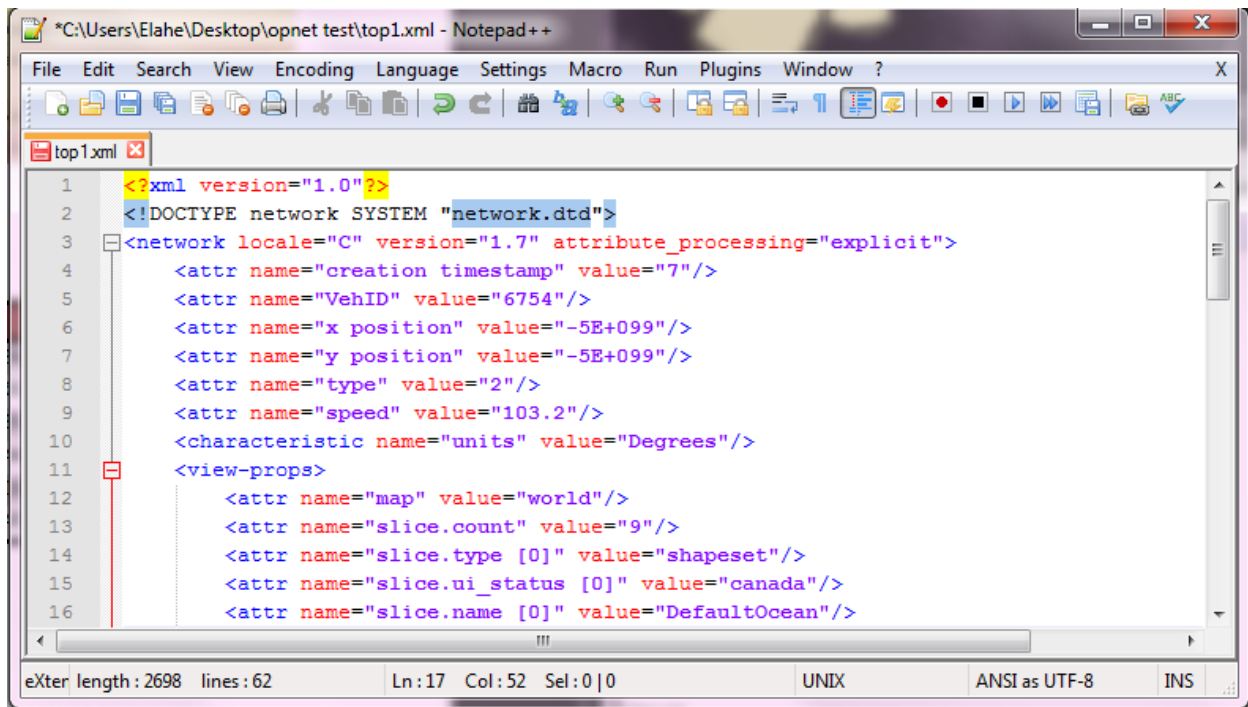 *C:\Users\Elahe\Desktop\opnet test\top1.xml - Notepad++
File Edit Search View Encoding Language Settings Macro Run Plugins Window ? X
ABC
top1.xml
1 <?xml version="1.0"?>
2 <!DOCTYPE network SYSTEM "network.dtd">
3 <network locale="C" version="1.7" attribute_processing="explicit">
4 <attr name="creation timestamp" value="7"/>
5 <attr name="VehID" value="6754"/>
6 <attr name="x position" value="-5E+099"/>
7 <attr name="y position" value="-5E+099"/>
8 <attr name="type" value="2"/>
9 <attr name="speed" value="103.2"/>
10 <characteristic name="units" value="Degrees"/>
11 <view-props>
12 <attr name="map" value="world"/>
13 <attr name="slice.count" value="9"/>
14 <attr name="slice.type [0]" value="shapeset"/>
15 <attr name="slice.ui_status [0]" value="canada"/>
16 <attr name="slice.name [0]" value="DefaultOcean"/>
eXter length : 2698 lines : 62 Ln : 17 Col : 52 Sel : 0 | 0 UNIX ANSI as UTF-8 INS